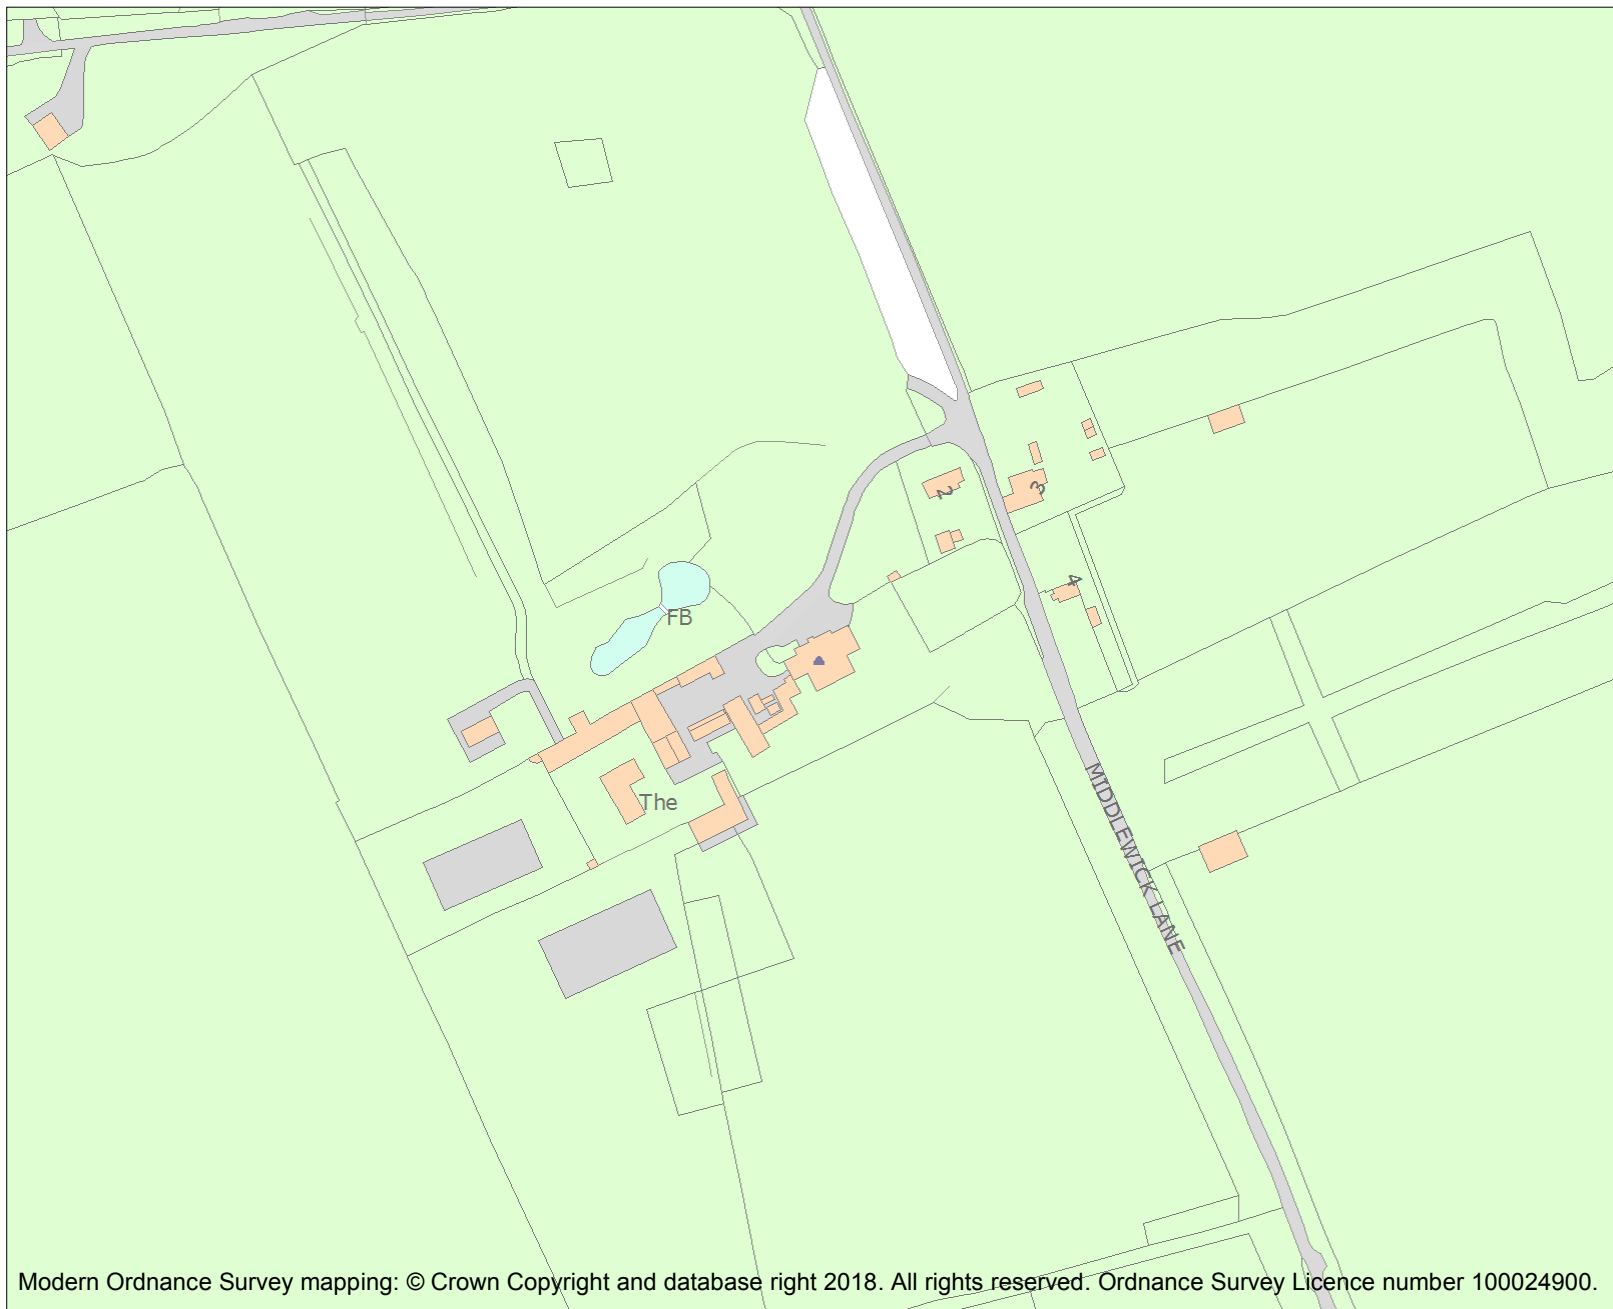 2
3
4
FB
The
MIDDLEWICK LANE
Modern Ordnance Survey mapping: © Crown Copyright and database right 2018. All rights reserved. Ordnance Survey Licence number 100024900.